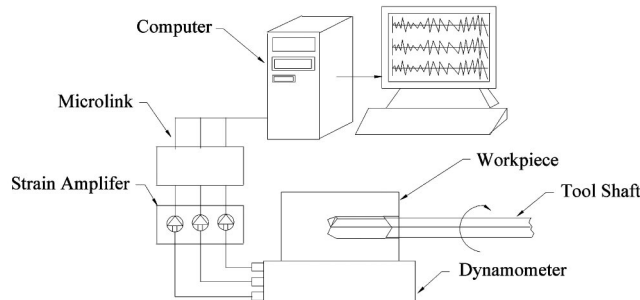 Computer
Microlink
Strain Amplifer
Workpiece
Tool Shaft
Dynamometer